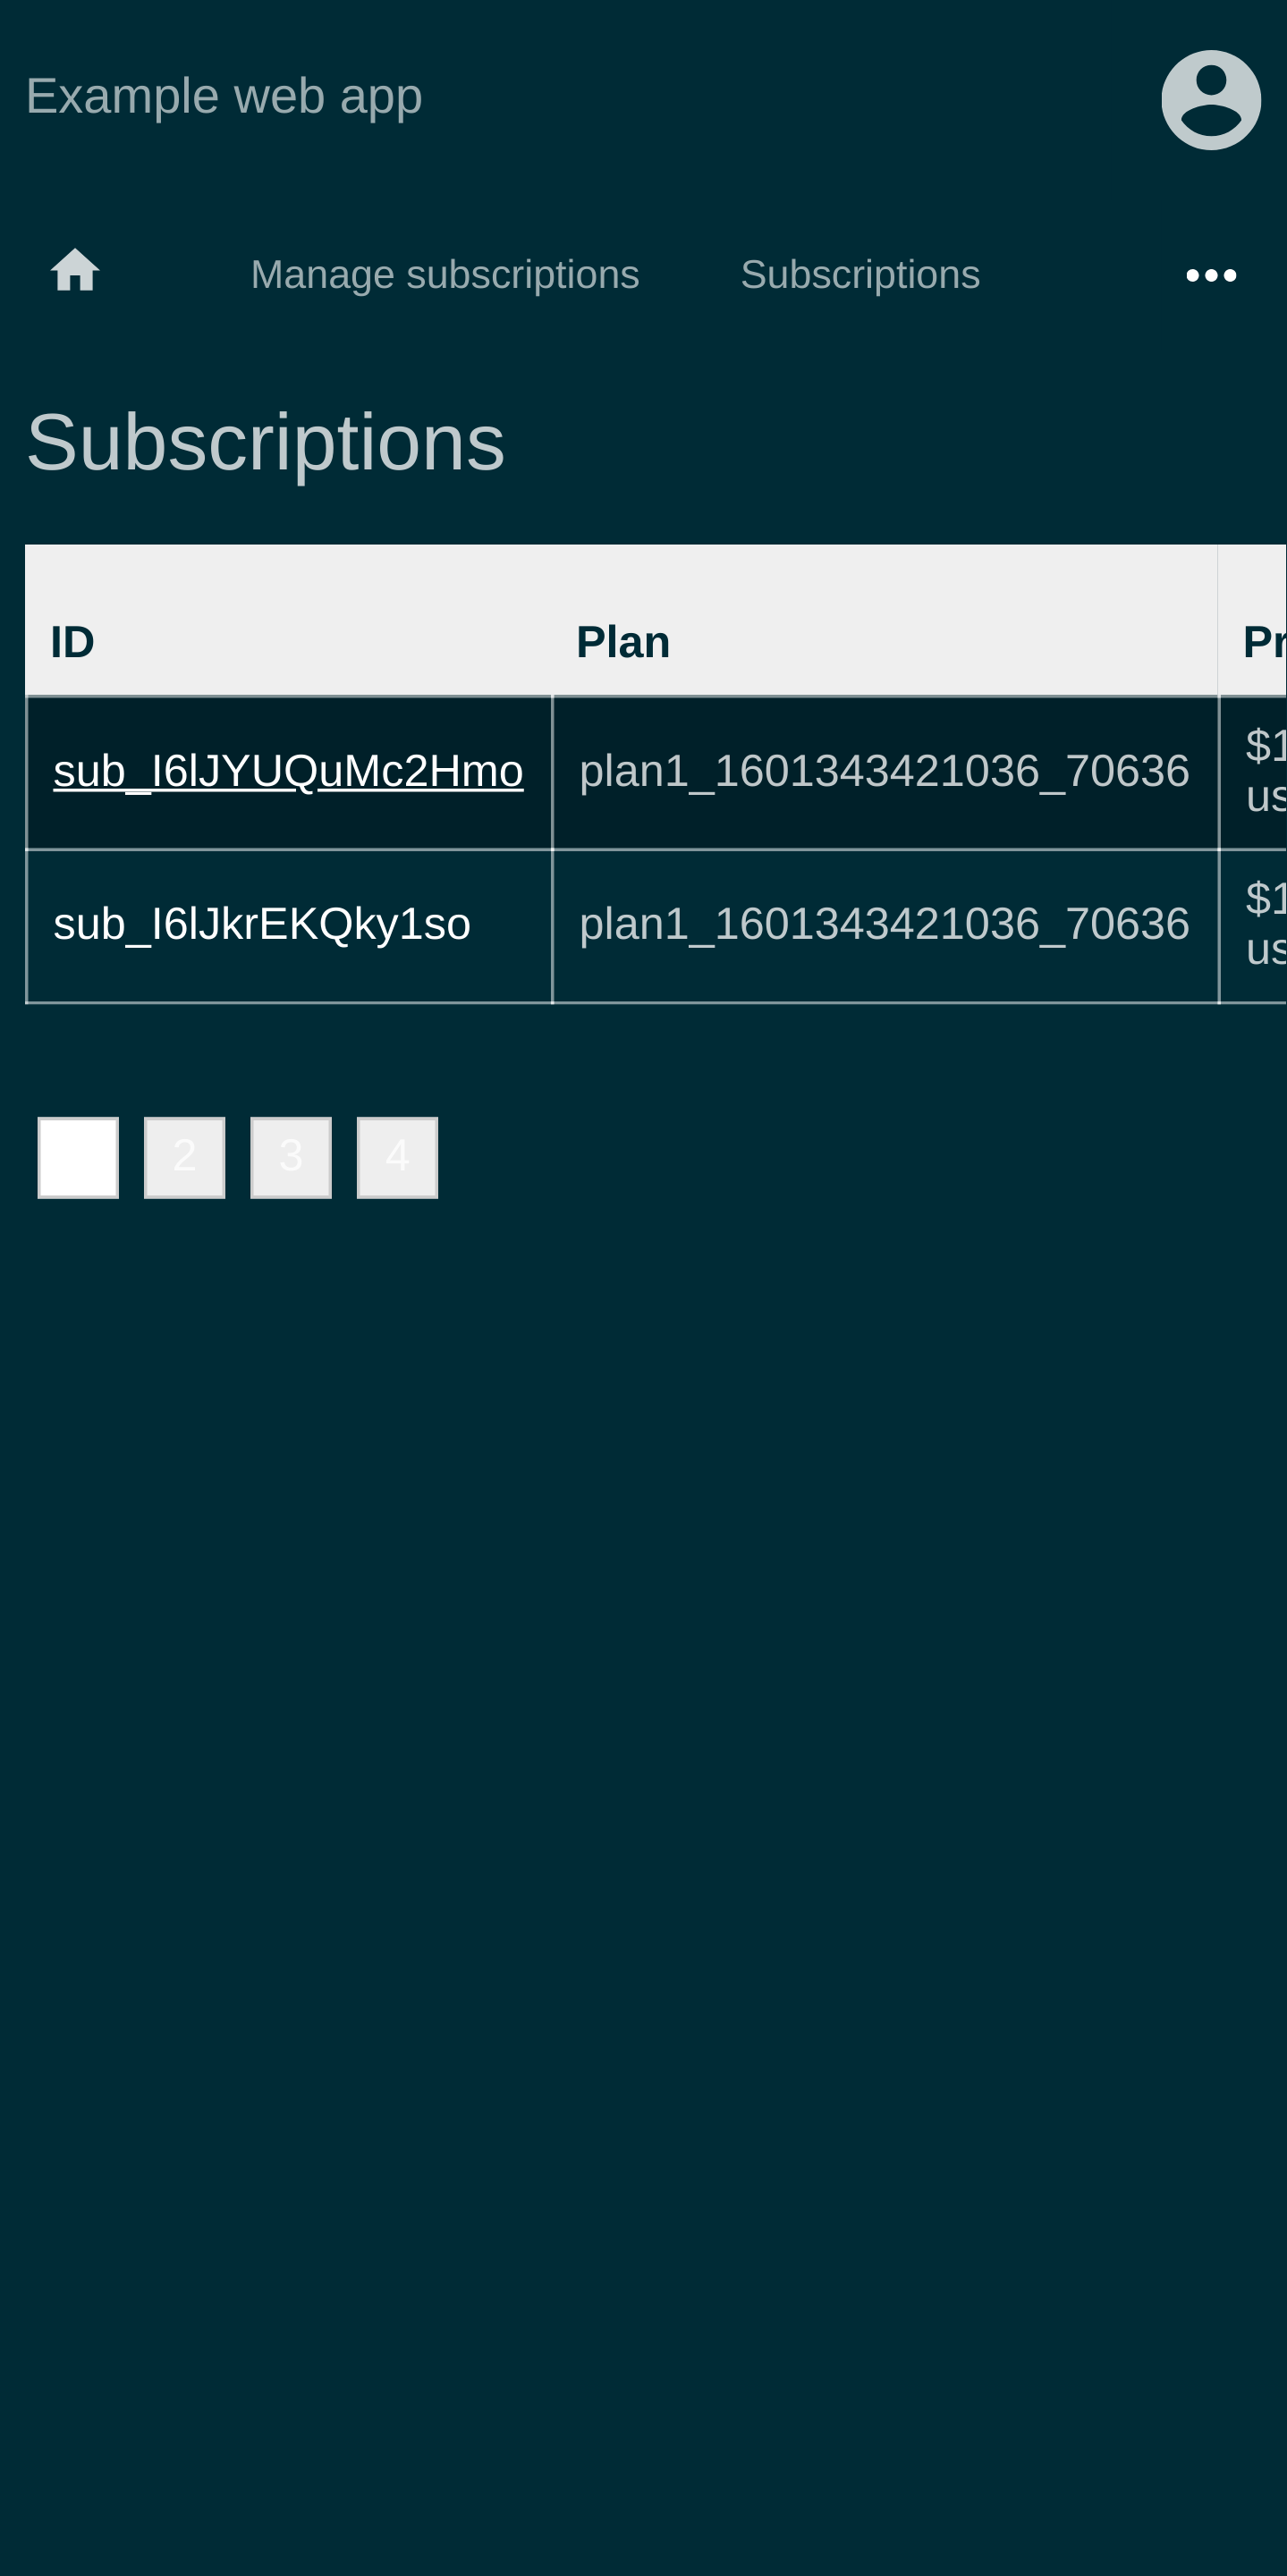 Example web app
Manage subscriptions Subscriptions
Subscriptions
ID Plan Pr
sub_I6lJYUQuMc2Hmo plan1_1601343421036_70636 $1
us
sub_I6lJkrEKQky1so plan1_1601343421036_70636 $1
us
2 3 4